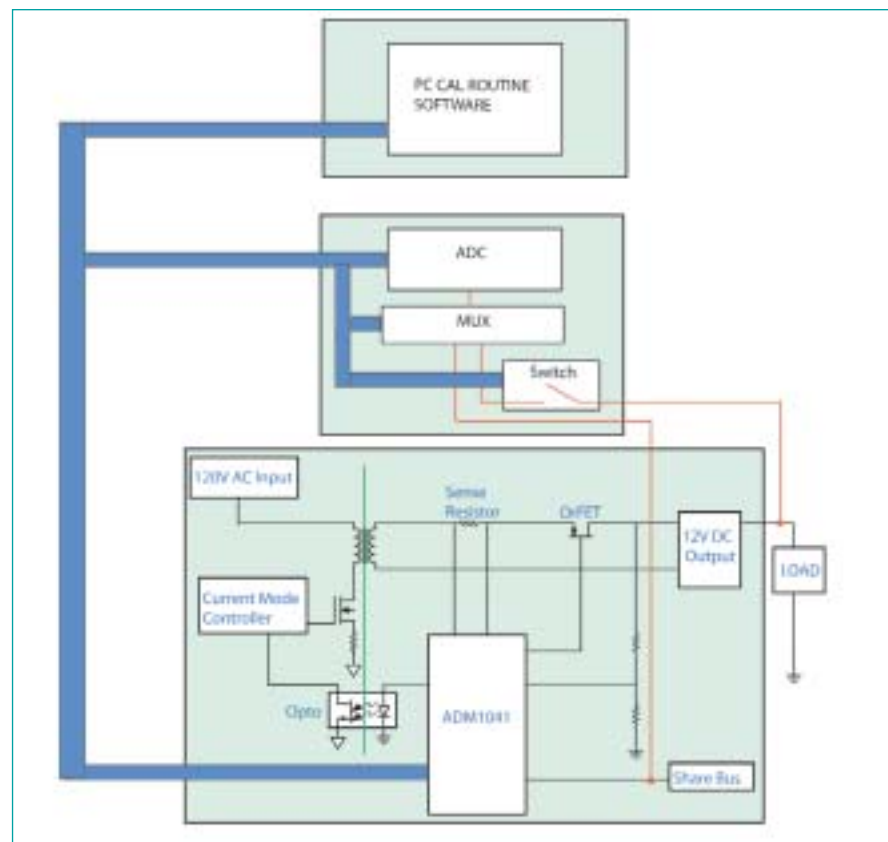 PC CAL ROUTINE
SOFTWARE
ADC
MUX
Switch
120V AC Input
Sense
Resistor
OrFET
12V DC
Output
LOAD
Current Mode
Controller
Opto
ADM1041
Share Bus